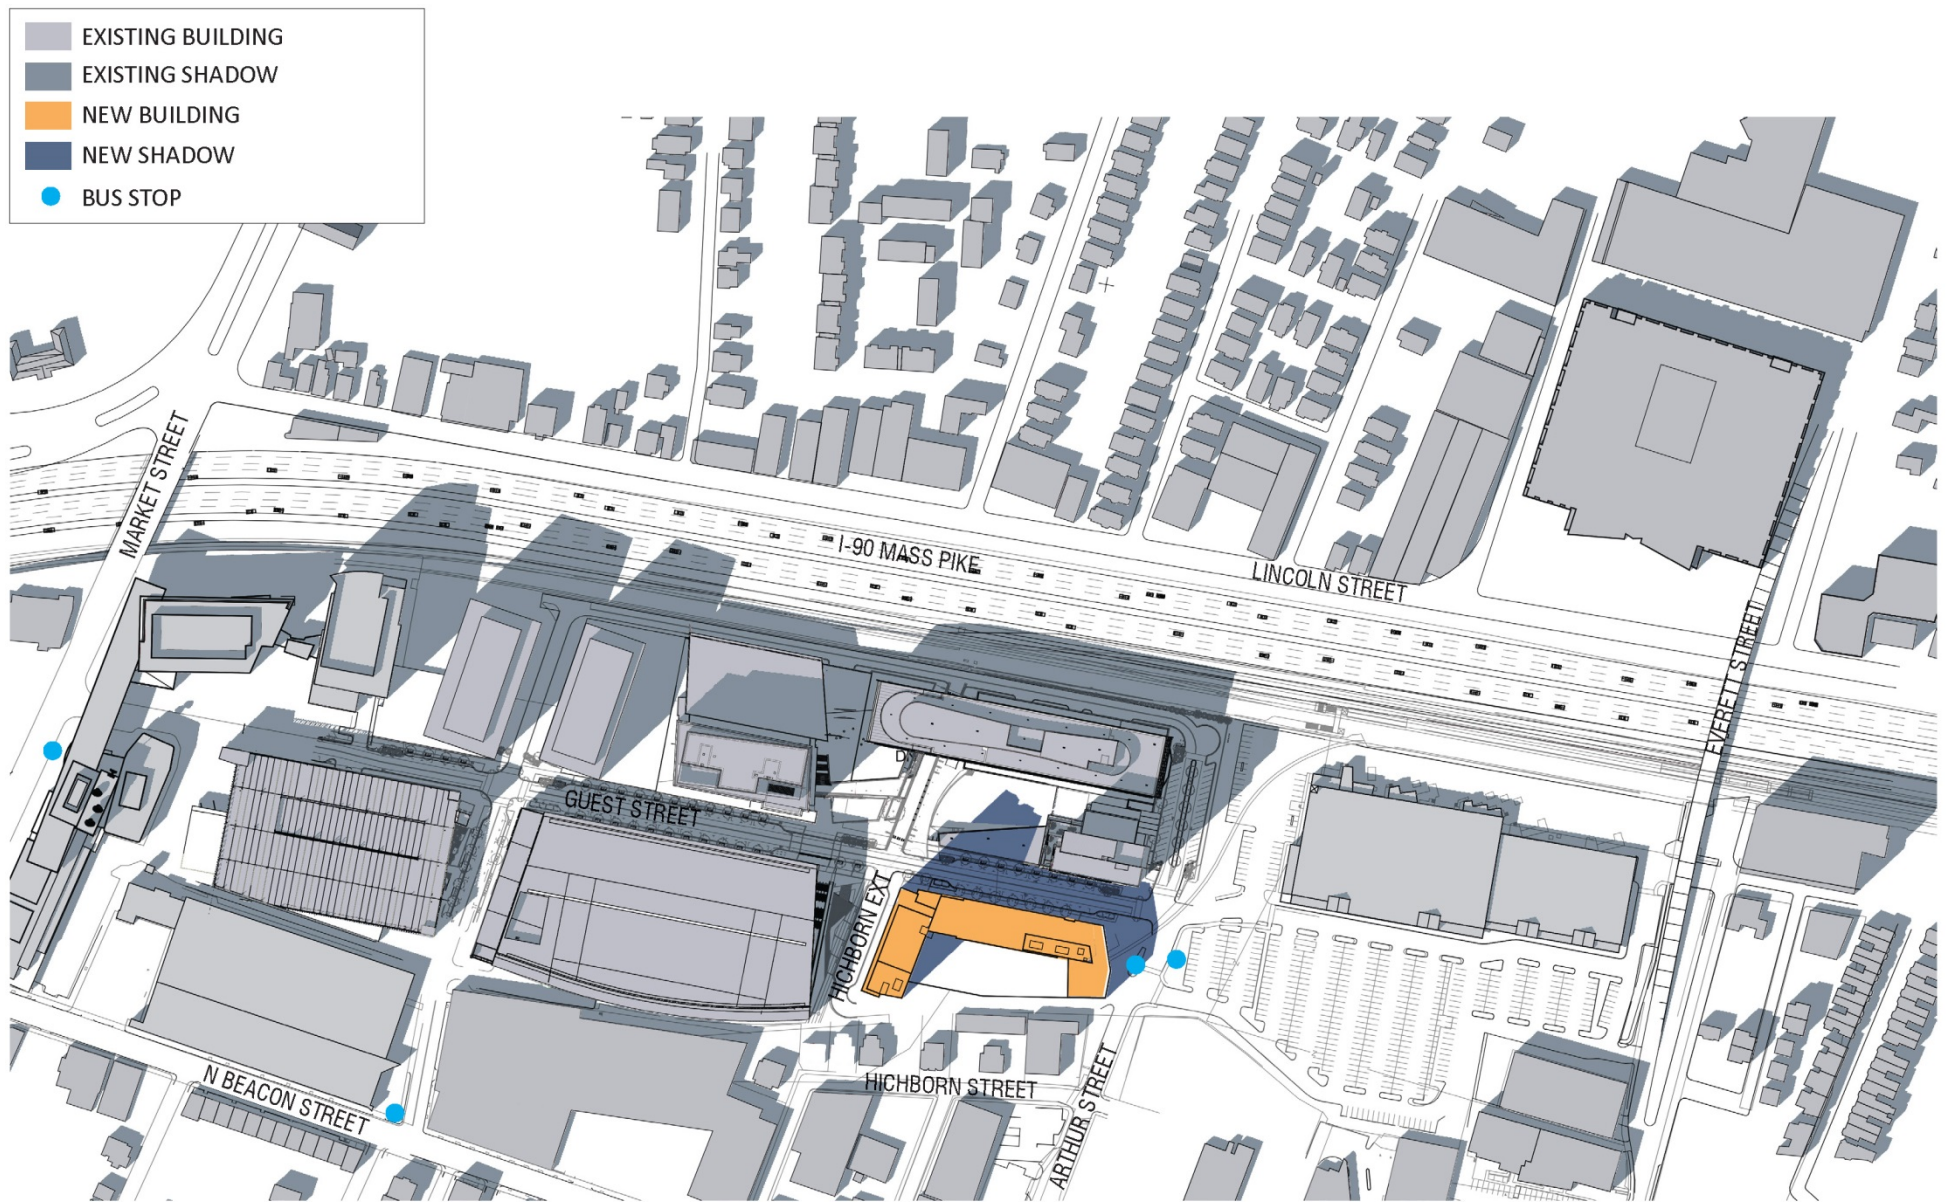 EXISTING BUILDING
EXISTING SHADOW
NEW BUILDING
NEW SHADOW
BUS STOP
MARKET STREET
I-90 MASS PIKE
LINCOLN STREET
EVERETT STREET
D
GUEST STREET
HICHBORN EXT
HICHBORN STREET
N BEACON STREET
ARTHUR STREET